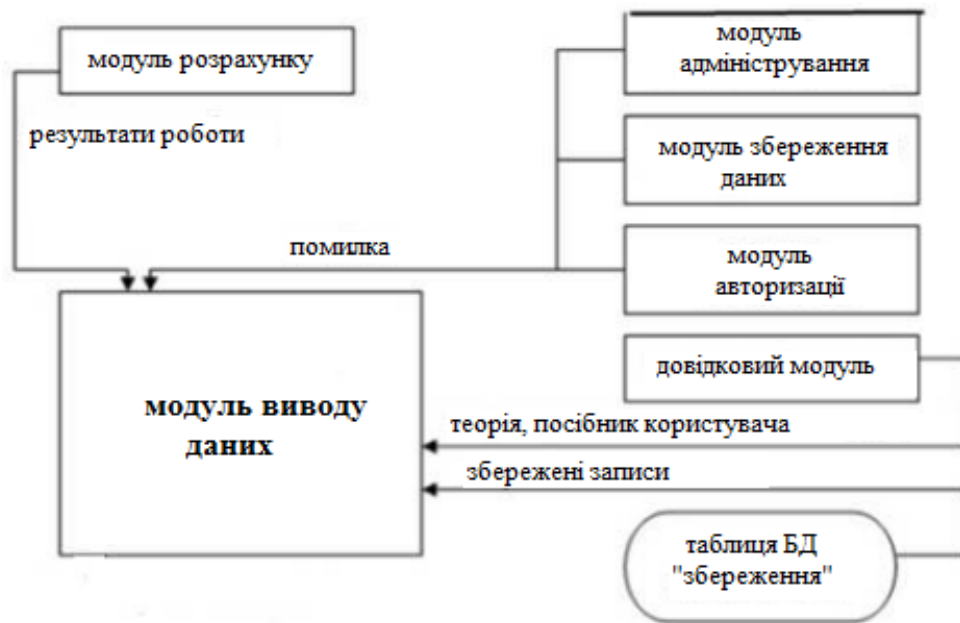 модуль розрахунку
результати роботи
модуль
адміністрування
модуль збереження
даних
помилка
модуль
авторизації
довідковий модуль
модуль виводу
даних
теорія, посібник користувача
збережені записи
таблиця БД
"збереження"